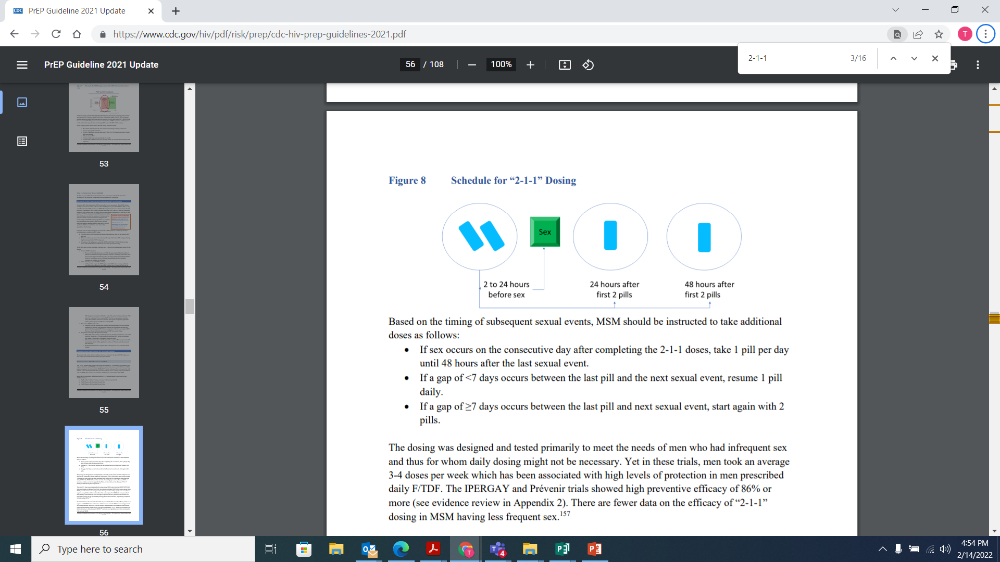 PrEP Guideline 2021 Update
https://www.cdc.gov/hiv/pdf/risk/prep/cdc-hiv-prep-guidelines-2021.pdf
T
2-1-1 3/16
PrEP Guideline 2021 Update
56 / 108
100%
53
54
55
56
Figure 8 Schedule for “2-1-1” Dosing
Sex
2 to 24 hours
before sex
24 hours after
first 2 pills
48 hours after
first 2 pills
Based on the timing of subsequent sexual events, MSM should be instructed to take additional
doses as follows:
• If sex occurs on the consecutive day after completing the 2-1-1 doses, take 1 pill per day
until 48 hours after the last sexual event.
• If a gap of <7 days occurs between the last pill and the next sexual event, resume 1 pill
daily.
• If a gap of ≥7 days occurs between the last pill and next sexual event, start again with 2
pills.
The dosing was designed and tested primarily to meet the needs of men who had infrequent sex
and thus for whom daily dosing might not be necessary. Yet in these trials, men took an average
3-4 doses per week which has been associated with high levels of protection in men prescribed
daily F/TDF. The IPERGAY and Prévenir trials showed high preventive efficacy of 86% or
more (see evidence review in Appendix 2). There are fewer data on the efficacy of “2-1-1”
dosing in MSM having less frequent sex.157
Type here to search
4:54 PM
2/14/2022